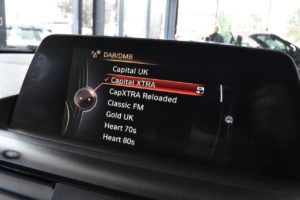 DAB/DMB
Capital UK
Capital XTRA
CapXTRA Reloaded
Classic FM
Gold UK
Heart 70s
Heart 80s